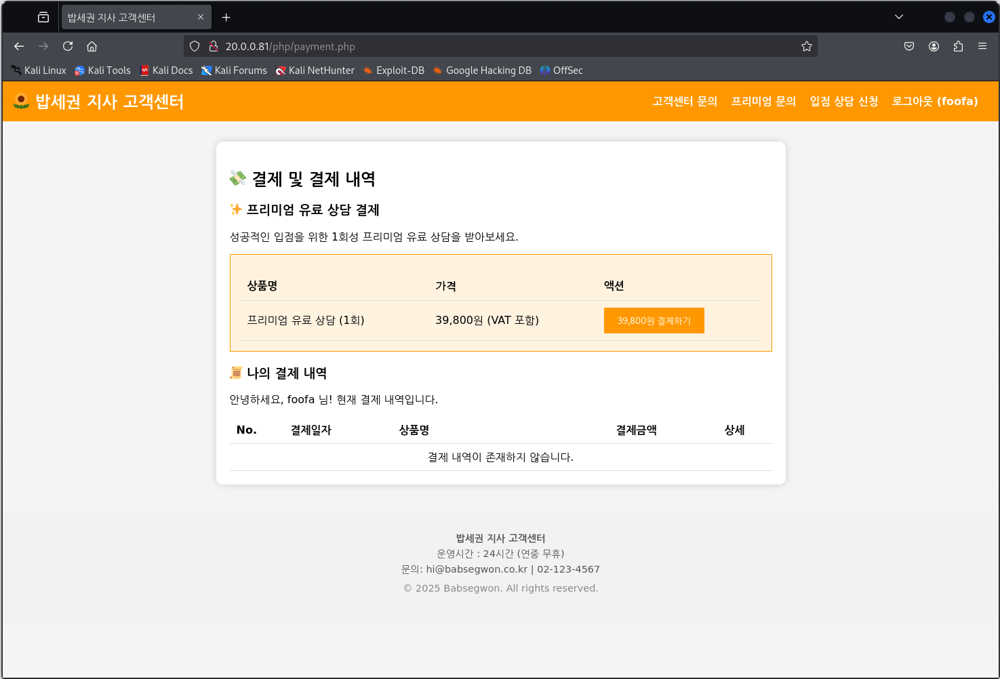 밥세권 지사 고객센터
20.0.0.81/php/payment.php
Kali Linux Kali Tools Kali Docs Kali Forums Kali NetHunter Exploit-DB Google Hacking DB OffSec
밥세권 지사 고객센터 고객센터 문의 프리미엄 문의 입점 상담 신청 로그아웃 (foofa)
결제 및 결제 내역
프리미엄 유료 상담 결제
성공적인 입점을 위한 1회성 프리미엄 유료 상담을 받아보세요.
상품명 가격 액션
프리미엄 유료 상담 (1회) 39,800원 (VAT 포함) 39,800원 결제하기
나의 결제 내역
안녕하세요, foofa 님! 현재 결제 내역입니다.
No. 결제일자 상품명 결제금액 상세
결제 내역이 존재하지 않습니다.
밥세권 지사 고객센터
운영시간 : 24시간 (연중 무휴)
문의: hi@babsegwon.co.kr | 02-123-4567
© 2025 Babsegwon. All rights reserved.